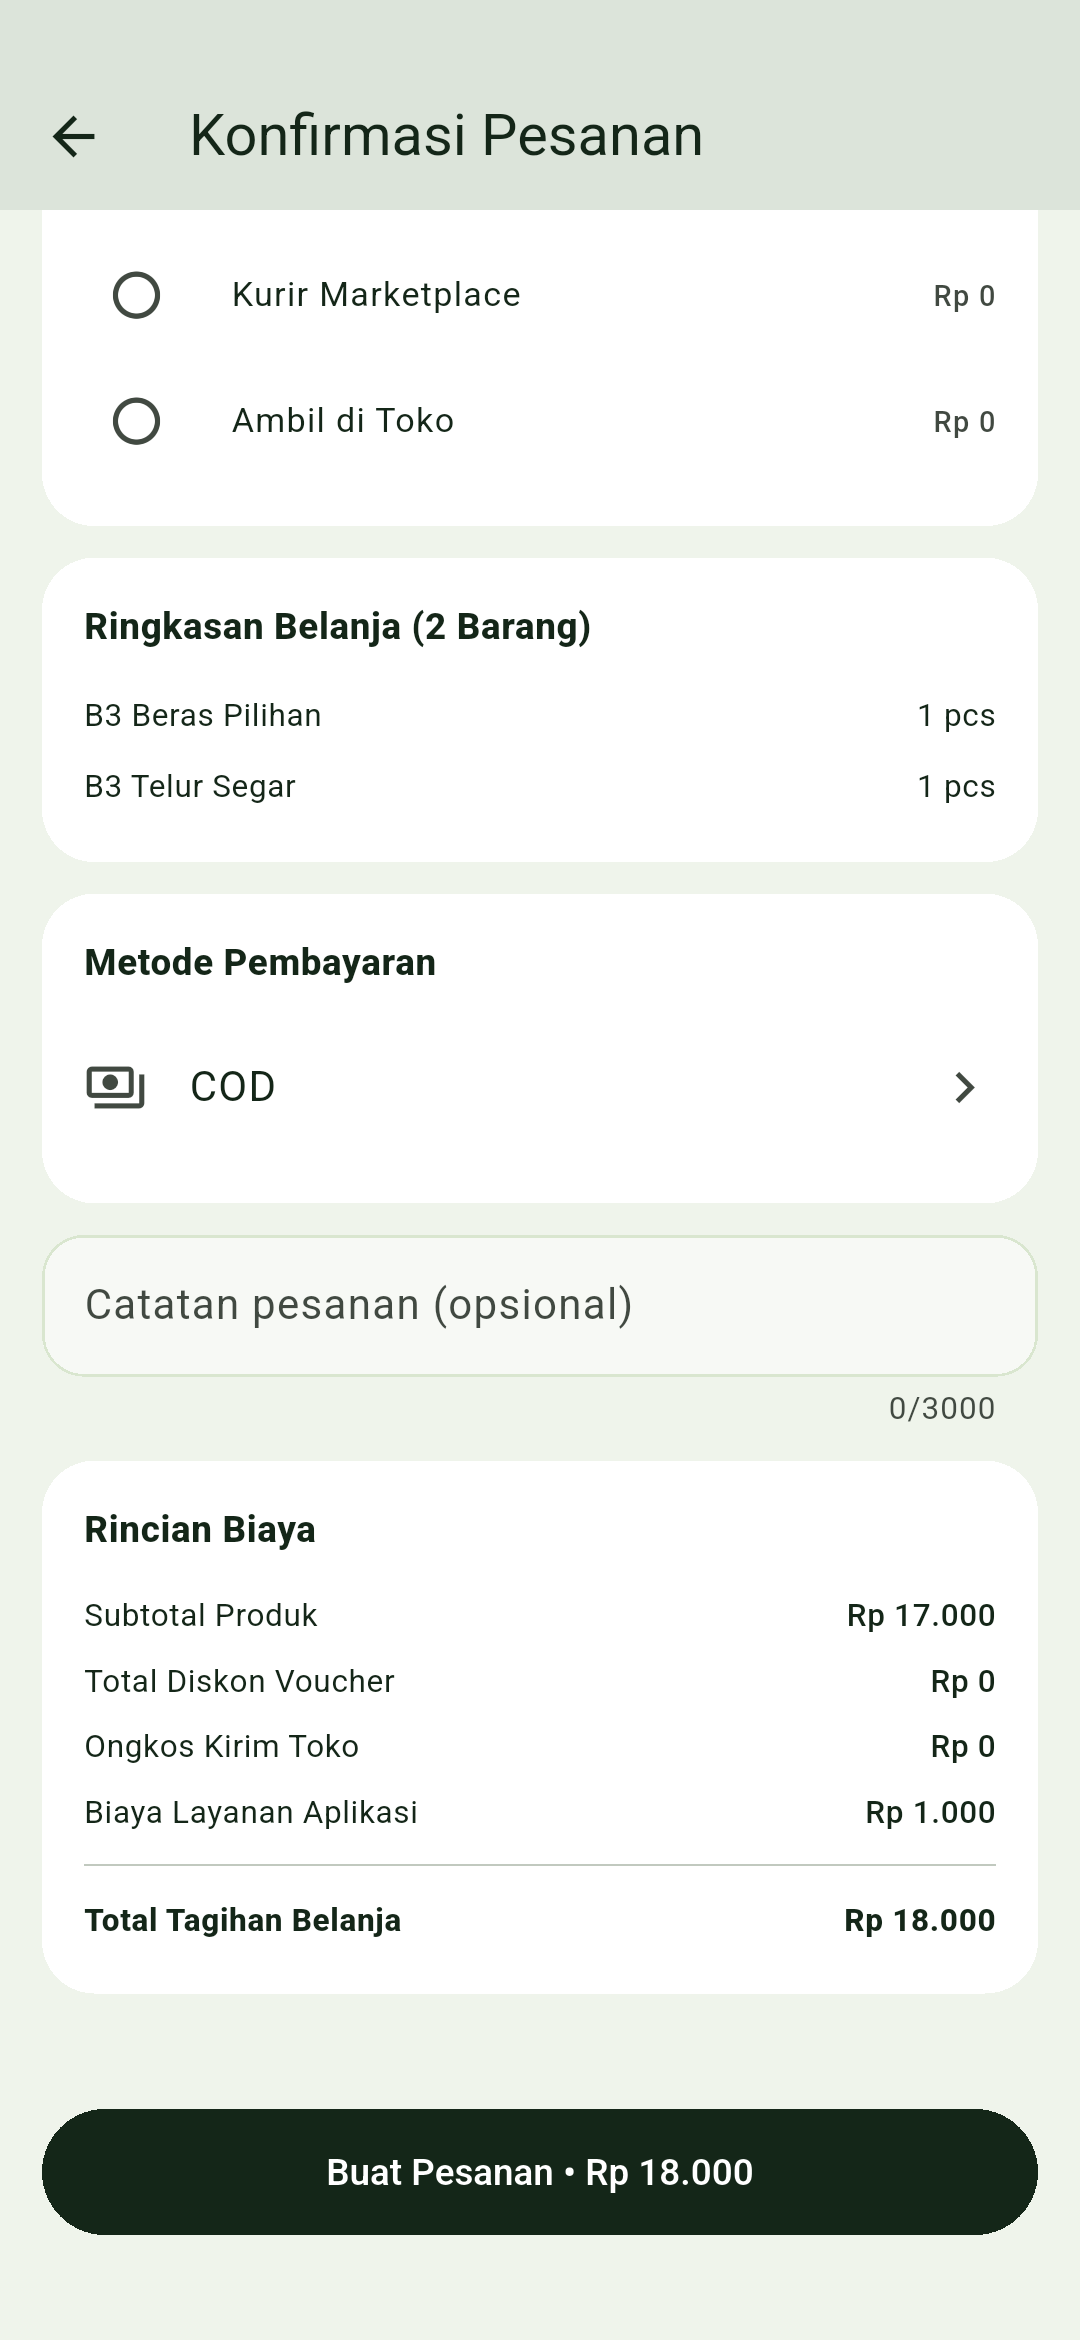 Konfirmasi Pesanan
Kurir Marketplace Rp 0
Ambil di Toko Rp 0
Ringkasan Belanja (2 Barang)
B3 Beras Pilihan 1 pcs
B3 Telur Segar 1 pcs
Metode Pembayaran
COD
Catatan pesanan (opsional)
0/3000
Rincian Biaya
Subtotal Produk Rp 17.000
Total Diskon Voucher Rp 0
Ongkos Kirim Toko Rp 0
Biaya Layanan Aplikasi Rp 1.000
Total Tagihan Belanja Rp 18.000
Buat Pesanan • Rp 18.000